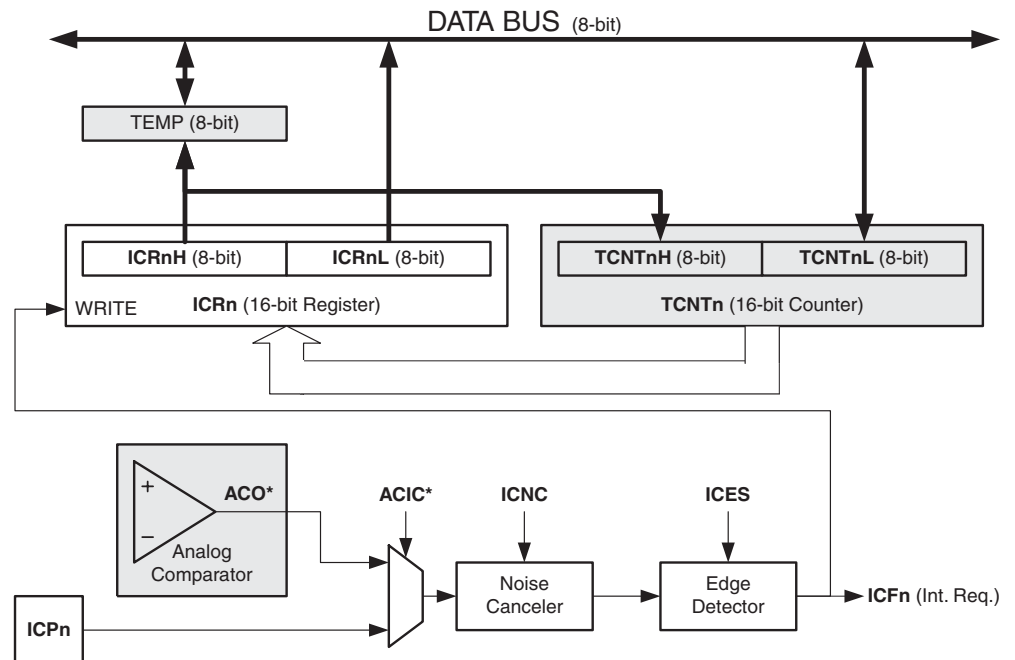 DATA BUS (8-bit)
TEMP (8-bit)
ICRnH (8-bit)
ICRnL (8-bit)
TCNTnH (8-bit)
TCNTnL (8-bit)
WRITE
ICRn (16-bit Register)
TCNTn (16-bit Counter)
+
−
ACO*
Analog
Comparator
ACIC*
ICNC
ICES
Noise
Canceler
Edge
Detector
ICFn (Int. Req.)
ICPn